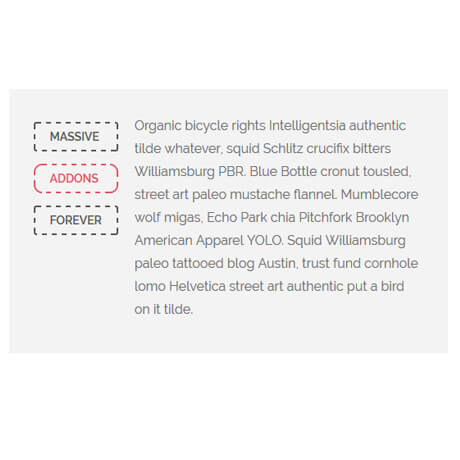 MASSIVE
ADDONS
FOREVER
Organic bicycle rights Intelligentsia authentic
tilde whatever, squid Schlitz crucifix bitters
Williamsburg PBR. Blue Bottle cronut tousled,
street art paleo mustache flannel. Mumblecore
wolf migas, Echo Park chia Pitchfork Brooklyn
American Apparel YOLO. Squid Williamsburg
paleo tattooed blog Austin, trust fund cornhole
lomo Helvetica street art authentic put a bird
on it tilde.